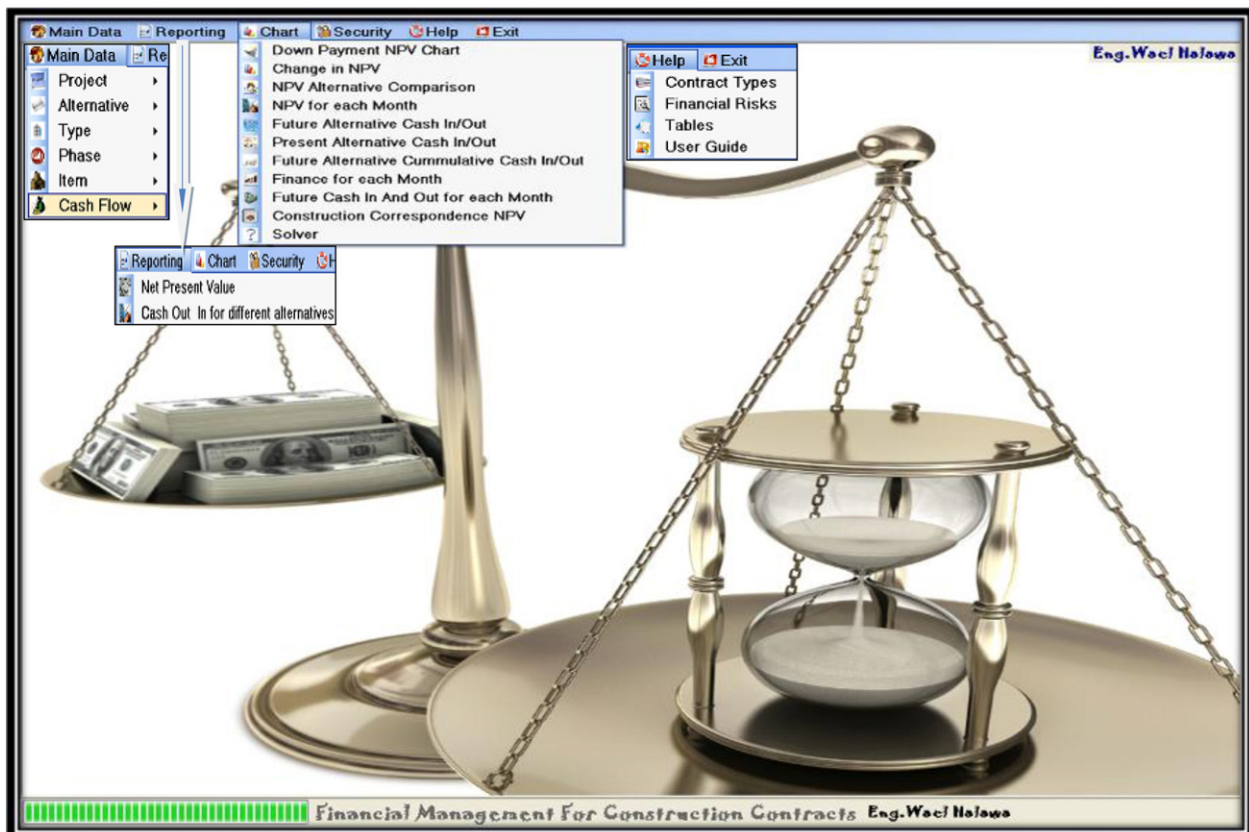 Main Data Reporting Chart Security Help Exit
Eng.Wael Halawa
Main Data Re
Project
Alternative
Type
Phase
Item
Cash Flow
Down Payment NPV Chart
Change in NPV
NPV Alternative Comparison
NPV for each Month
Future Alternative Cash In/Out
Present Alternative Cash In/Out
Future Alternative Cummulative Cash In/Out
Finance for each Month
Future Cash In And Out for each Month
Construction Correspondence NPV
Solver
Help Exit
Contract Types
Financial Risks
Tables
User Guide
Reporting Chart Security H
Net Present Value
Cash Out In for different alternatives
Financial Management For Construction Contracts Eng.Wael Halawa